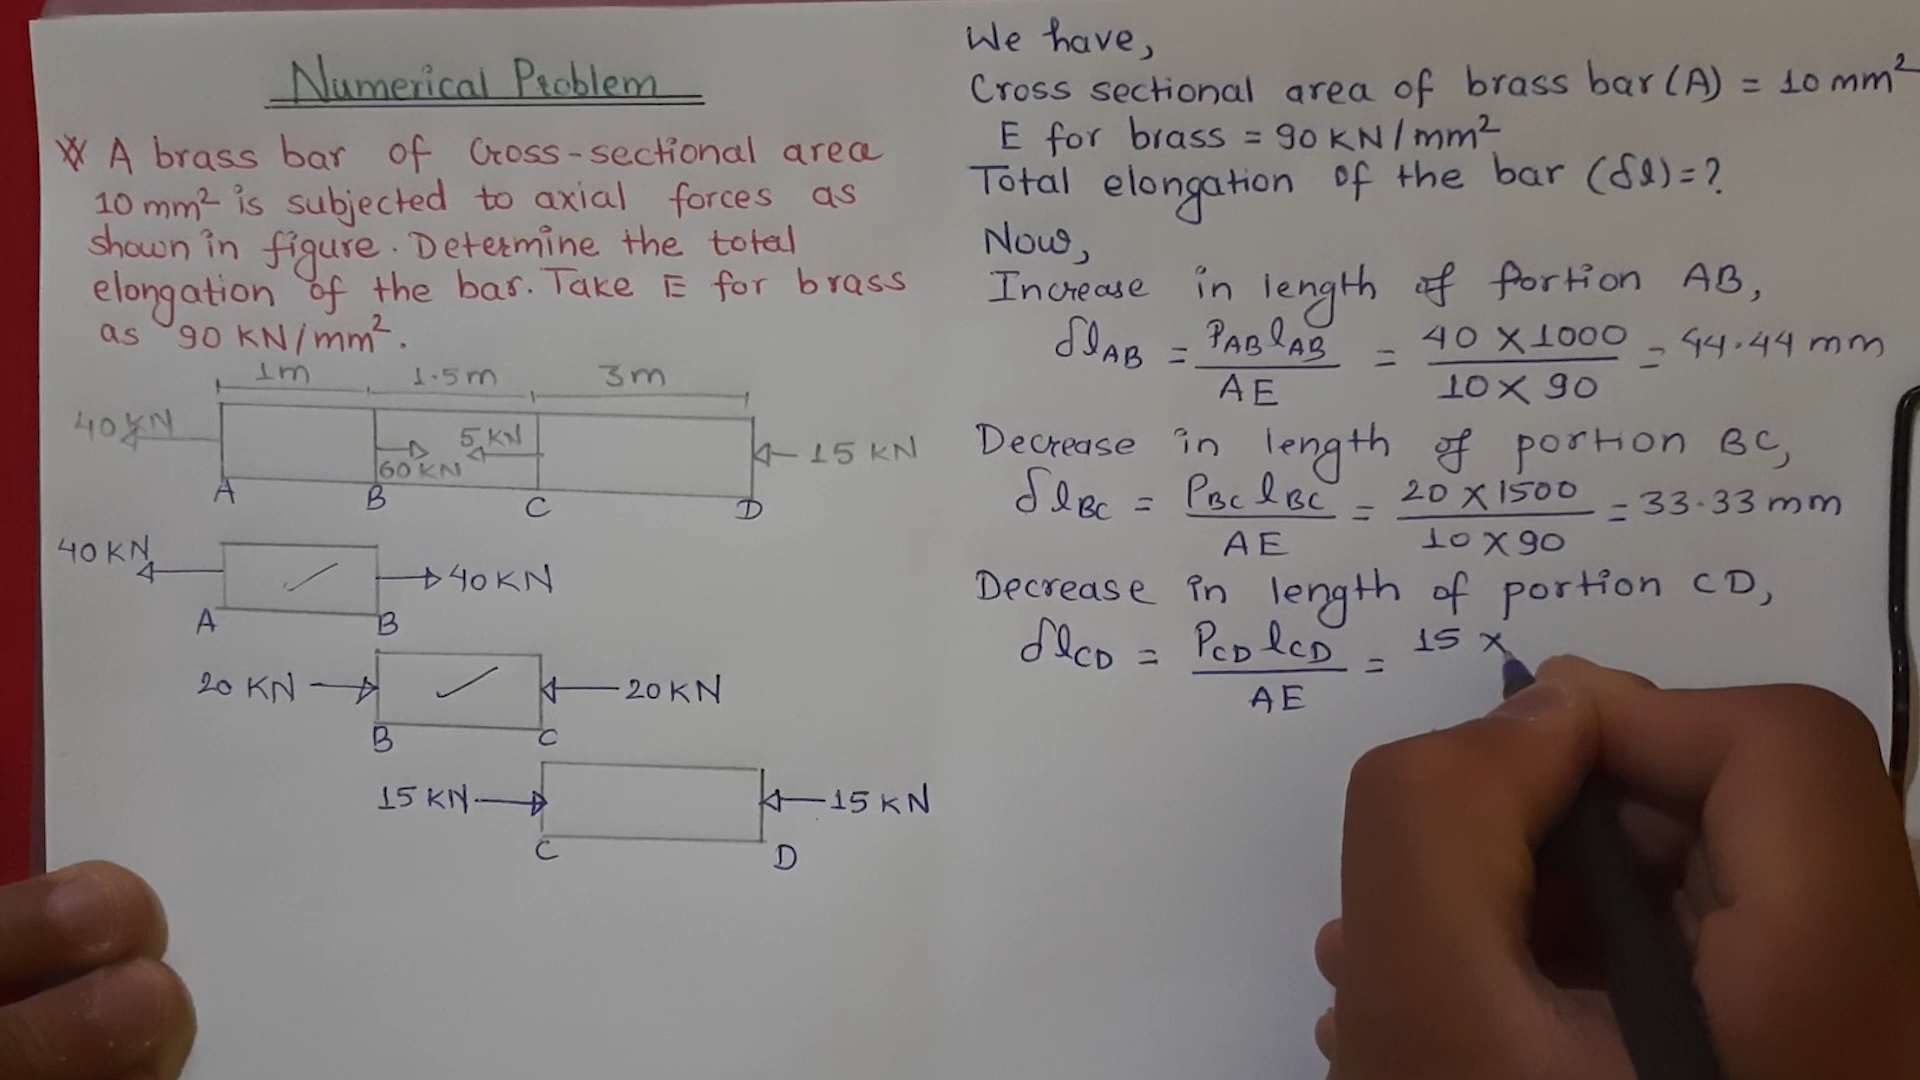 Numerical Problem
* A brass bar of cross-sectional area
10 mm² is subjected to axial forces as
shown in figure. Determine the total
elongation of the bar. Take E for brass
as 90 KN/mm².
1m 1.5m 3m
40 KN 60 KN 5 KN 15 KN
A B C D
40 KN 40 KN
A B
20 KN 20 KN
B C
15 KN 15 KN
C D
We have,
Cross sectional area of brass bar (A) = 10 mm²
E for brass = 90 KN/mm²
Total elongation of the bar (δl) = ?
Now,
Increase in length of portion AB,
δl_AB = P_AB l_AB / AE = 40 × 1000 / 10 × 90 = 44.44 mm
Decrease in length of portion BC,
δl_BC = P_BC l_BC / AE = 20 × 1500 / 10 × 90 = 33.33 mm
Decrease in length of portion CD,
δl_CD = P_CD l_CD / AE = 15 ×